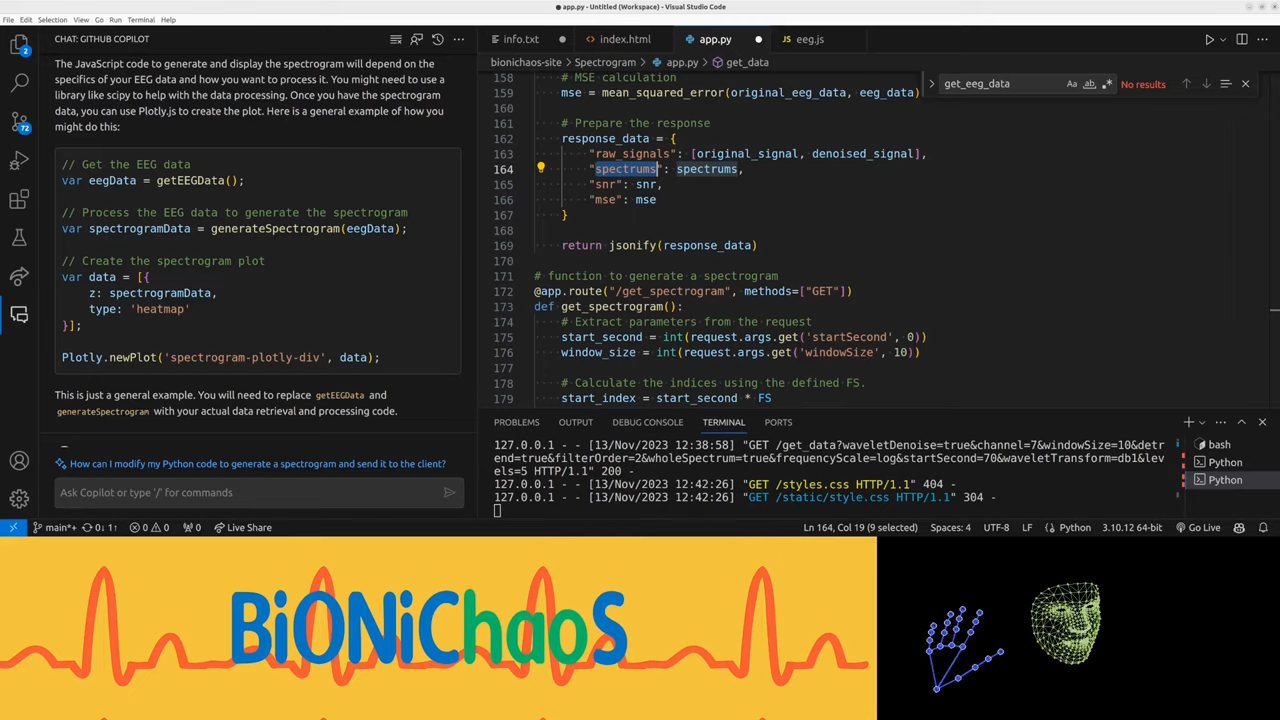 app.py - Untitled (Workspace) - Visual Studio Code
File Edit Selection View Go Run Terminal Help
CHAT: GITHUB COPILOT
The JavaScript code to generate and display the spectrogram will depend on the
specifics of your EEG data and how you want to process it. You might need to use a
library like scipy to help with the data processing. Once you have the spectrogram
data, you can use Plotly.js to create the plot. Here is a general example of how you
might do this:
// Get the EEG data
var eegData = getEEGData();
// Process the EEG data to generate the spectrogram
var spectrogramData = generateSpectrogram(eegData);
// Create the spectrogram plot
var data = [{
z: spectrogramData,
type: 'heatmap'
}];
Plotly.newPlot('spectrogram-plotly-div', data);
This is just a general example. You will need to replace getEEGData and
generateSpectrogram with your actual data retrieval and processing code.
How can I modify my Python code to generate a spectrogram and send it to the client?
Ask Copilot or type '/' for commands
2
72
info.txt
index.html
app.py
eeg.js
bionichaos-site > Spectrogram > app.py > get_data
get_eeg_data
Aa ab .*
No results
158 # MSE calculation
159 mse = mean_squared_error(original_eeg_data, eeg_data)
160
161 # Prepare the response
162 response_data = {
163 "raw_signals": [original_signal, denoised_signal],
164 "spectrums": spectrums,
165 "snr": snr,
166 "mse": mse
167 }
168
169 return jsonify(response_data)
170
171 # function to generate a spectrogram
172 @app.route("/get_spectrogram", methods=["GET"])
173 def get_spectrogram():
174 # Extract parameters from the request
175 start_second = int(request.args.get('startSecond', 0))
176 window_size = int(request.args.get('windowSize', 10))
177
178 # Calculate the indices using the defined FS.
179 start_index = start_second * FS
PROBLEMS OUTPUT DEBUG CONSOLE TERMINAL PORTS
127.0.0.1 - - [13/Nov/2023 12:38:58] "GET /get_data?waveletDenoise=true&channel=7&windowSize=10&detr
end=true&filterOrder=2&wholeSpectrum=true&frequencyScale=log&startSecond=70&waveletTransform=db1&le
vels=5 HTTP/1.1" 200 -
127.0.0.1 - - [13/Nov/2023 12:42:26] "GET /styles.css HTTP/1.1" 404 -
127.0.0.1 - - [13/Nov/2023 12:42:26] "GET /static/style.css HTTP/1.1" 304 -
bash
Python
Python
main*+ 0↓ 1↑ 0 0 0 Live Share
Ln 164, Col 19 (9 selected) Spaces: 4 UTF-8 LF Python 3.10.12 64-bit Go Live
BiONiChaoS